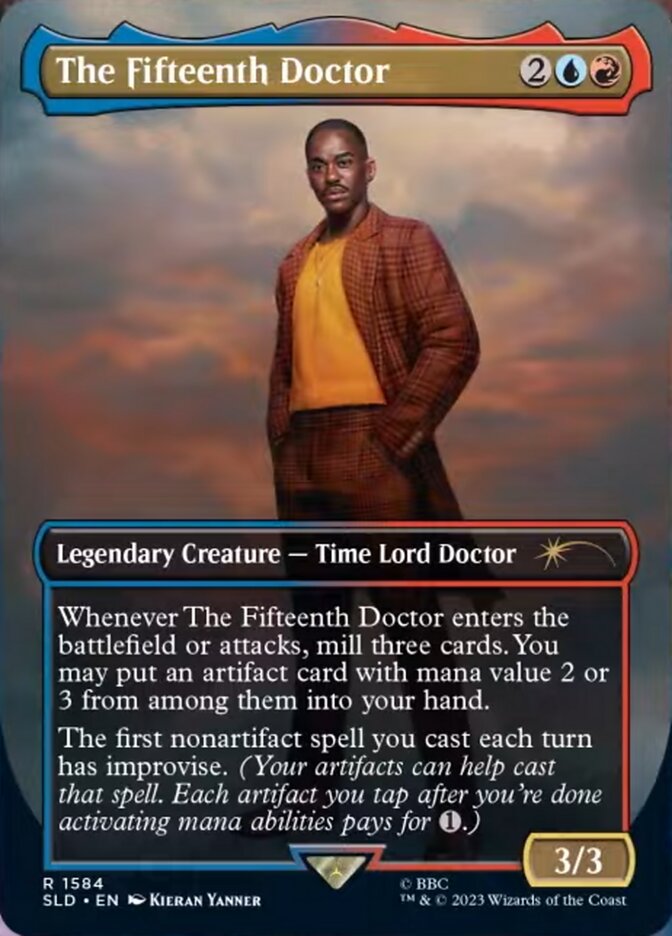 The Fifteenth Doctor 2
Legendary Creature — Time Lord Doctor
Whenever The Fifteenth Doctor enters the
battlefield or attacks, mill three cards. You
may put an artifact card with mana value 2 or
3 from among them into your hand.
The first nonartifact spell you cast each turn
has improvise. (Your artifacts can help cast
that spell. Each artifact you tap after you're done
activating mana abilities pays for 1.)
3/3
R 1584
SLD • EN KIERAN YANNER
© BBC
™ & © 2023 Wizards of the Coast